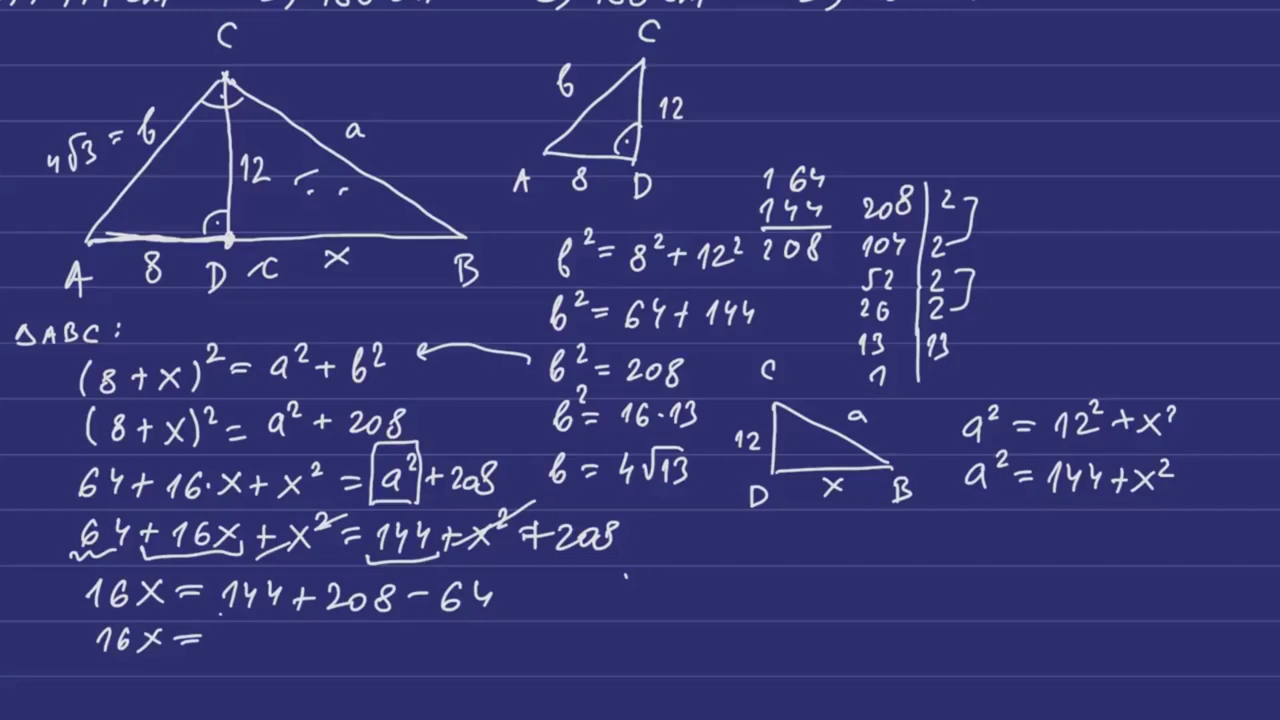 C
4√3 = b
a
12
A 8 D C x B
C
b
12
A 8 D
164
144
208
208 | 2
104 | 2
52 | 2
26 | 2
13 | 13
1
b² = 8² + 12²
b² = 64 + 144
b² = 208
b² = 16·13
b = 4√13
ΔABC:
(8 + x)² = a² + b²
(8 + x)² = a² + 208
64 + 16·x + x² = a² + 208
64 + 16x + x² = 144 + x² + 208
16x = 144 + 208 - 64
16x =
C
12
a
D x B
a² = 12² + x²
a² = 144 + x²